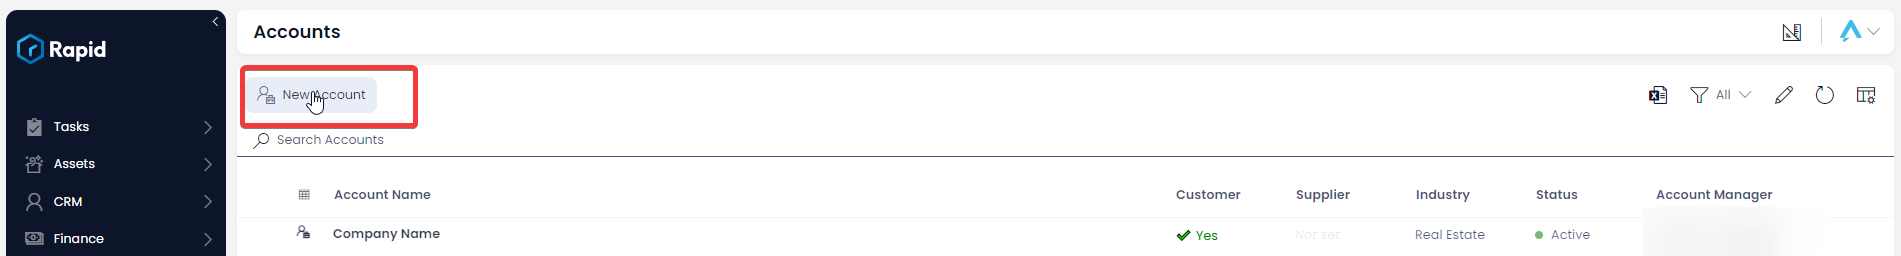 Rapid
Accounts
New Account
All
Search Accounts
Tasks
Assets
CRM
Finance
Account Name Customer Supplier Industry Status Account Manager
Company Name Yes Not set Real Estate Active